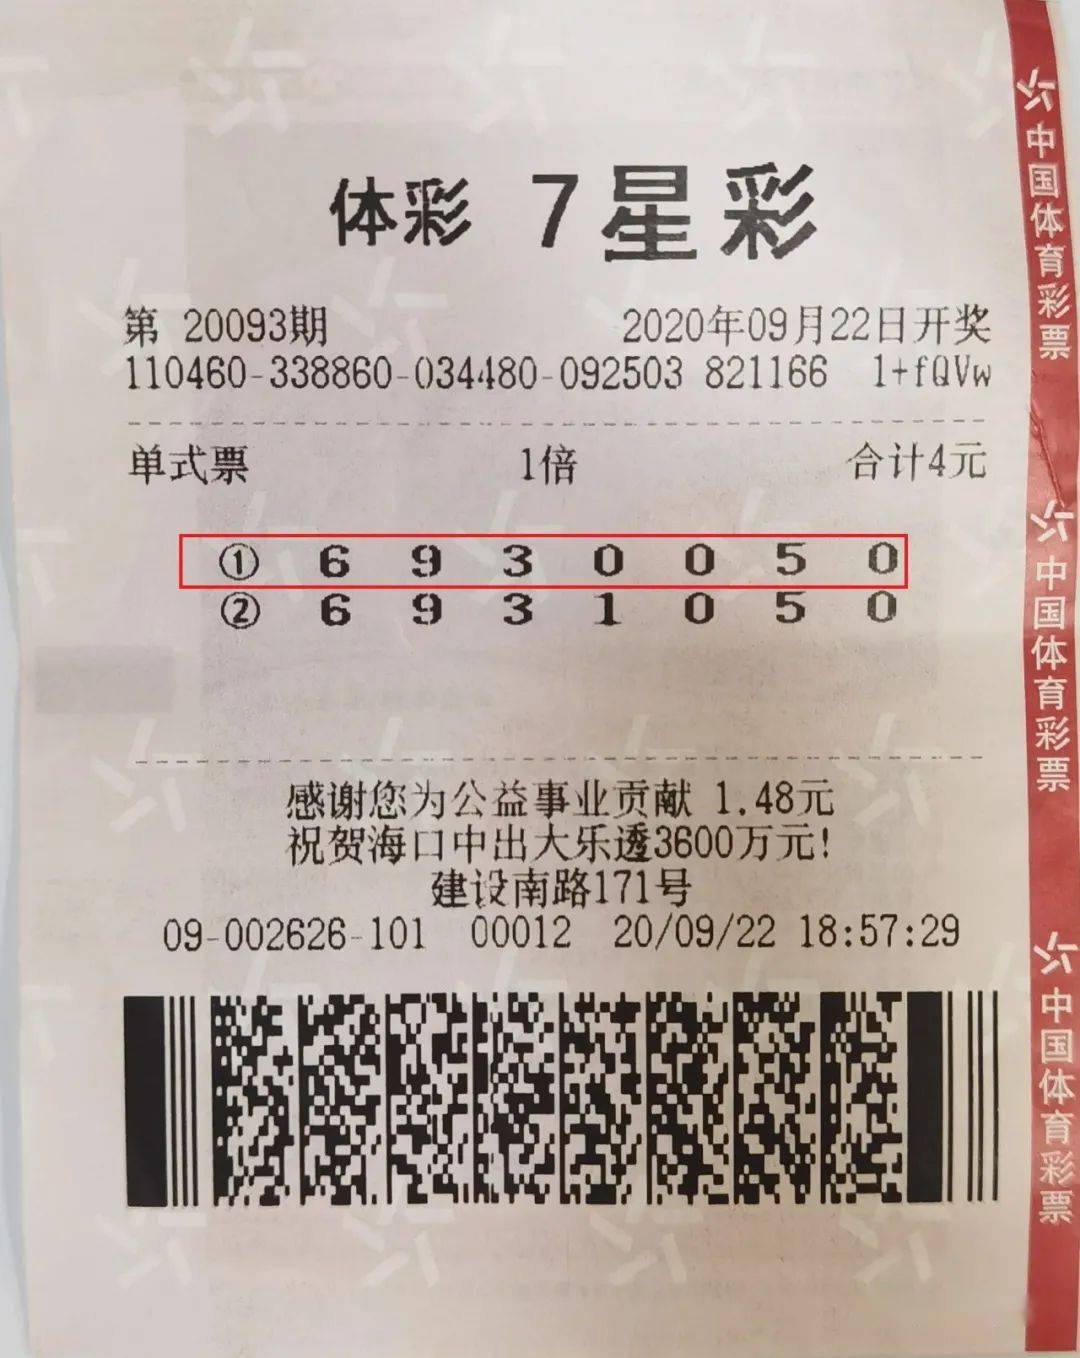 体彩 7星彩
第 20093期 2020年09月22日开奖
110460-338860-034480-092503 821166 1+fQVw
单式票 1倍 合计4元
① 6 9 3 0 0 5 0
② 6 9 3 1 0 5 0
感谢您为公益事业贡献 1.48元
祝贺海口中出大乐透3600万元!
建设南路171号
09-002626-101 00012 20/09/22 18:57:29
中国体育彩票
中国体育彩票
中国体育彩票